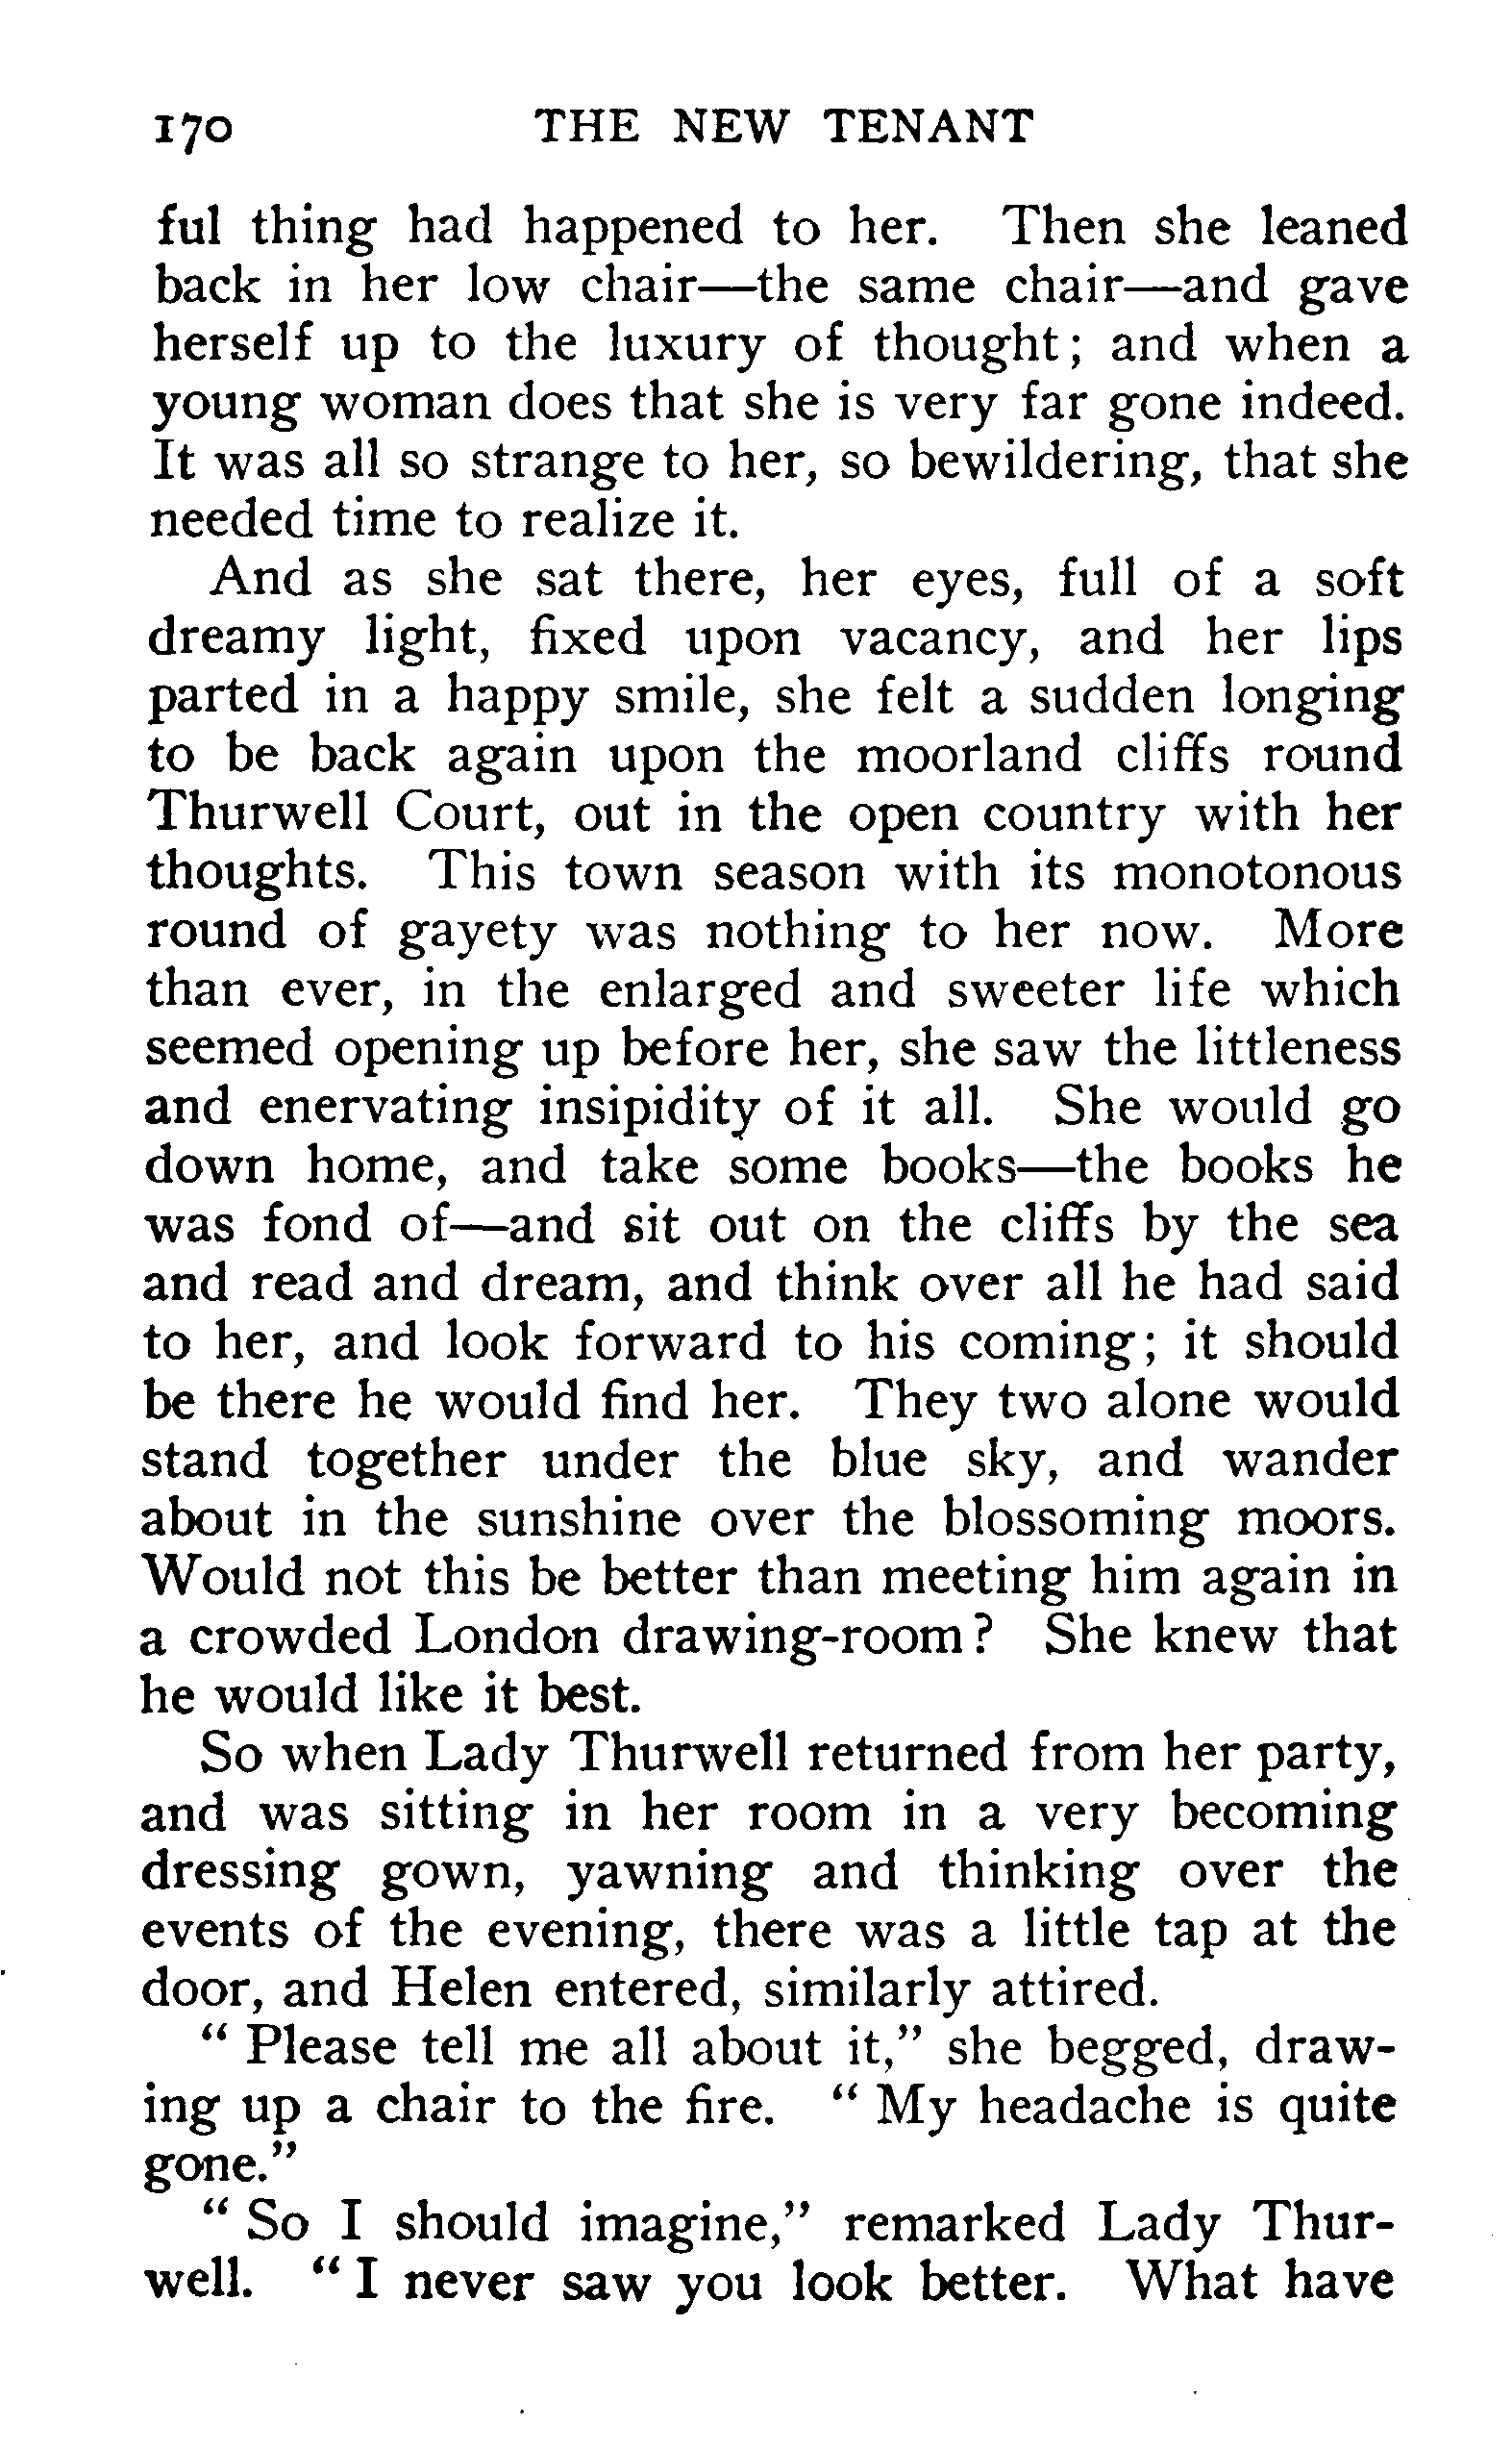 170 THE NEW TENANT
ful thing had happened to her. Then she leaned
back in her low chair—the same chair—and gave
herself up to the luxury of thought; and when a
young woman does that she is very far gone indeed.
It was all so strange to her, so bewildering, that she
needed time to realize it.
And as she sat there, her eyes, full of a soft
dreamy light, fixed upon vacancy, and her lips
parted in a happy smile, she felt a sudden longing
to be back again upon the moorland cliffs round
Thurwell Court, out in the open country with her
thoughts. This town season with its monotonous
round of gayety was nothing to her now. More
than ever, in the enlarged and sweeter life which
seemed opening up before her, she saw the littleness
and enervating insipidity of it all. She would go
down home, and take some books—the books he
was fond of—and sit out on the cliffs by the sea
and read and dream, and think over all he had said
to her, and look forward to his coming; it should
be there he would find her. They two alone would
stand together under the blue sky, and wander
about in the sunshine over the blossoming moors.
Would not this be better than meeting him again in
a crowded London drawing-room? She knew that
he would like it best.
So when Lady Thurwell returned from her party,
and was sitting in her room in a very becoming
dressing gown, yawning and thinking over the
events of the evening, there was a little tap at the
door, and Helen entered, similarly attired.
“ Please tell me all about it,” she begged, draw-
ing up a chair to the fire. “ My headache is quite
gone.”
“ So I should imagine,” remarked Lady Thur-
well. “ I never saw you look better. What have